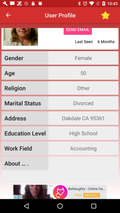 10:43
User Profile
SEND EMAIL
Last Seen 6 Months
Gender Female
Age 50
Religion Other
Marital Status Divorced
Address Oakdale CA 95361
Education Level High School
Work Field Accounting
About ... .